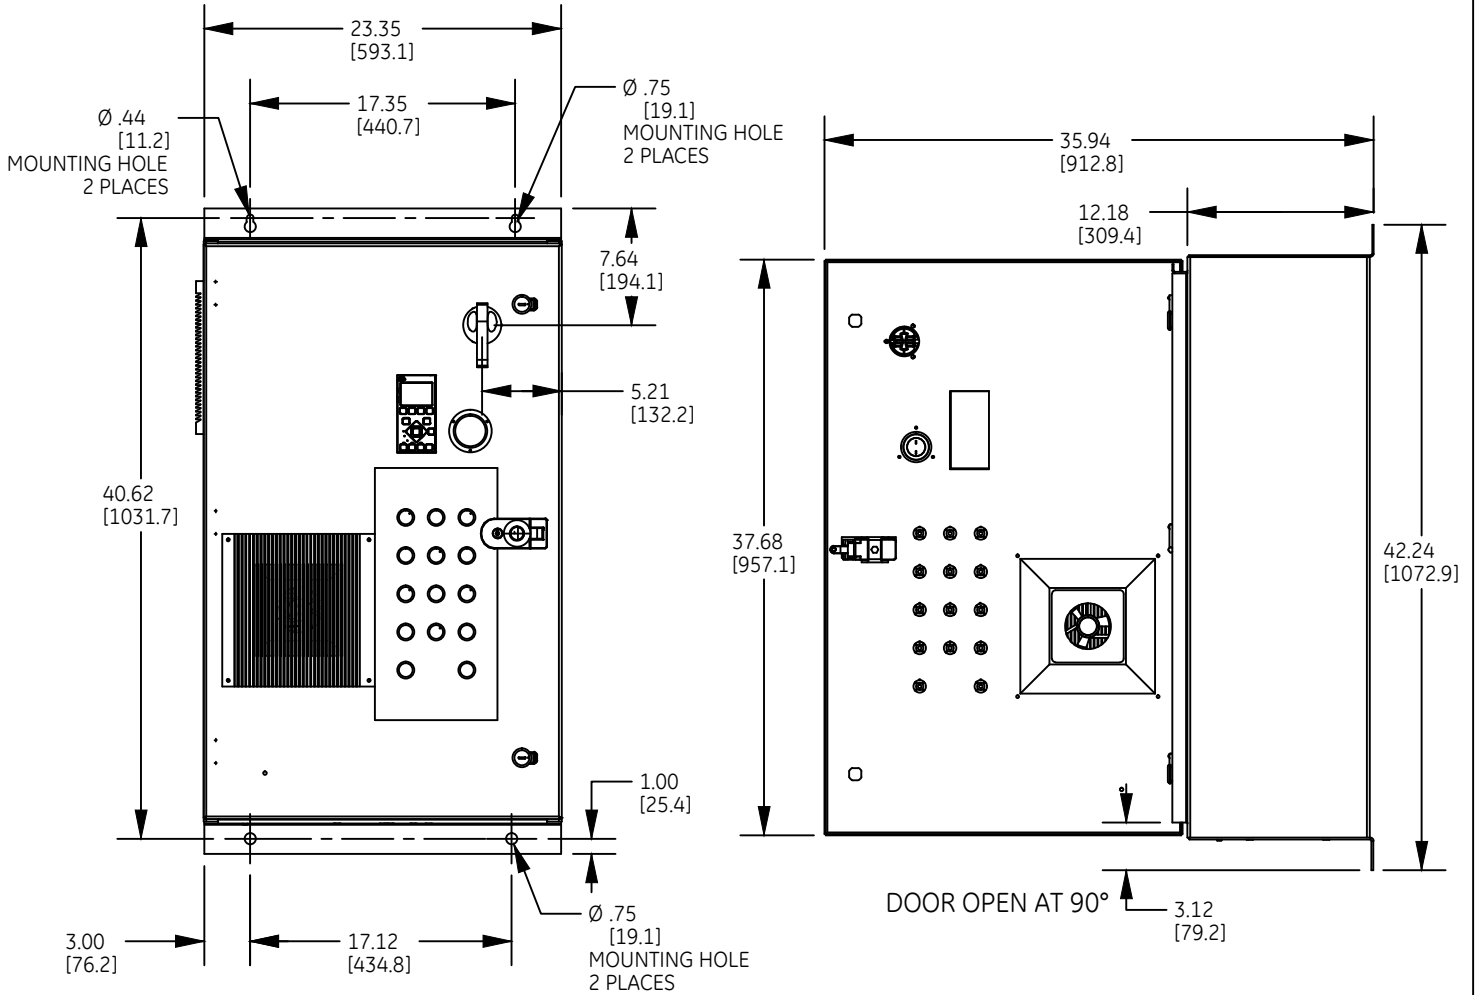 23.35
[593.1]
17.35
[440.7]
Ø .44
[11.2]
MOUNTING HOLE
2 PLACES
Ø .75
[19.1]
MOUNTING HOLE
2 PLACES
7.64
[194.1]
5.21
[132.2]
40.62
[1031.7]
1.00
[25.4]
3.00
[76.2]
17.12
[434.8]
Ø .75
[19.1]
MOUNTING HOLE
2 PLACES
35.94
[912.8]
12.18
[309.4]
37.68
[957.1]
42.24
[1072.9]
DOOR OPEN AT 90°
3.12
[79.2]